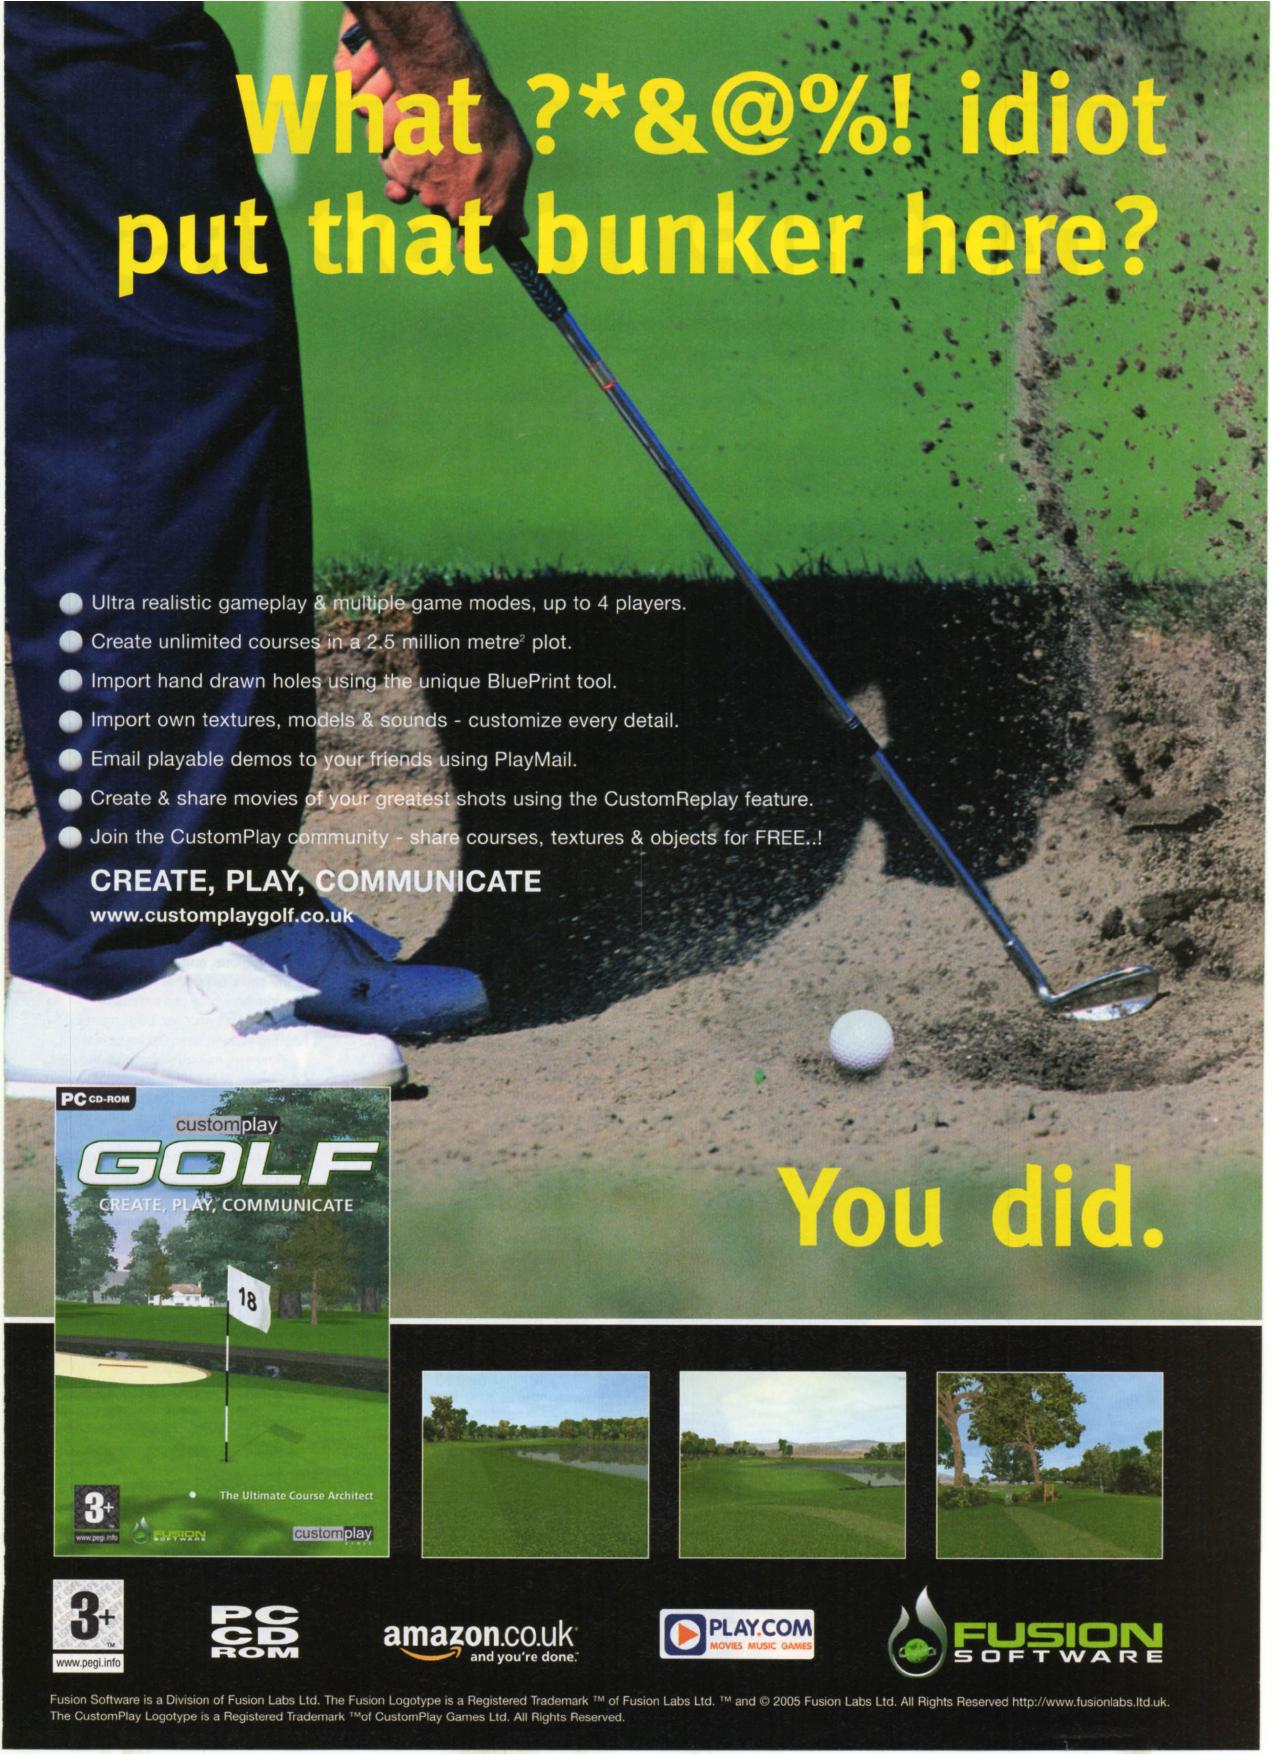 What ?*&@%! idiot
put that bunker here?
Ultra realistic gameplay & multiple game modes, up to 4 players.
Create unlimited courses in a 2.5 million metre² plot.
Import hand drawn holes using the unique BluePrint tool.
Import own textures, models & sounds - customize every detail.
Email playable demos to your friends using PlayMail.
Create & share movies of your greatest shots using the CustomReplay feature.
Join the CustomPlay community - share courses, textures & objects for FREE..!
CREATE, PLAY, COMMUNICATE
www.customplaygolf.co.uk
PC CD-ROM
customplay
GOLF
CREATE, PLAY, COMMUNICATE
You did.
18
The Ultimate Course Architect
3+
www.pegi.info
FUSION
SOFTWARE
customplay
3+
™
www.pegi.info
PC
CD
ROM
amazon.co.uk
and you're done.™
PLAY.COM
MOVIES MUSIC GAMES
FUSION
SOFTWARE
Fusion Software is a Division of Fusion Labs Ltd. The Fusion Logotype is a Registered Trademark ™ of Fusion Labs Ltd. ™ and © 2005 Fusion Labs Ltd. All Rights Reserved http://www.fusionlabs.ltd.uk.
The CustomPlay Logotype is a Registered Trademark ™of CustomPlay Games Ltd. All Rights Reserved.